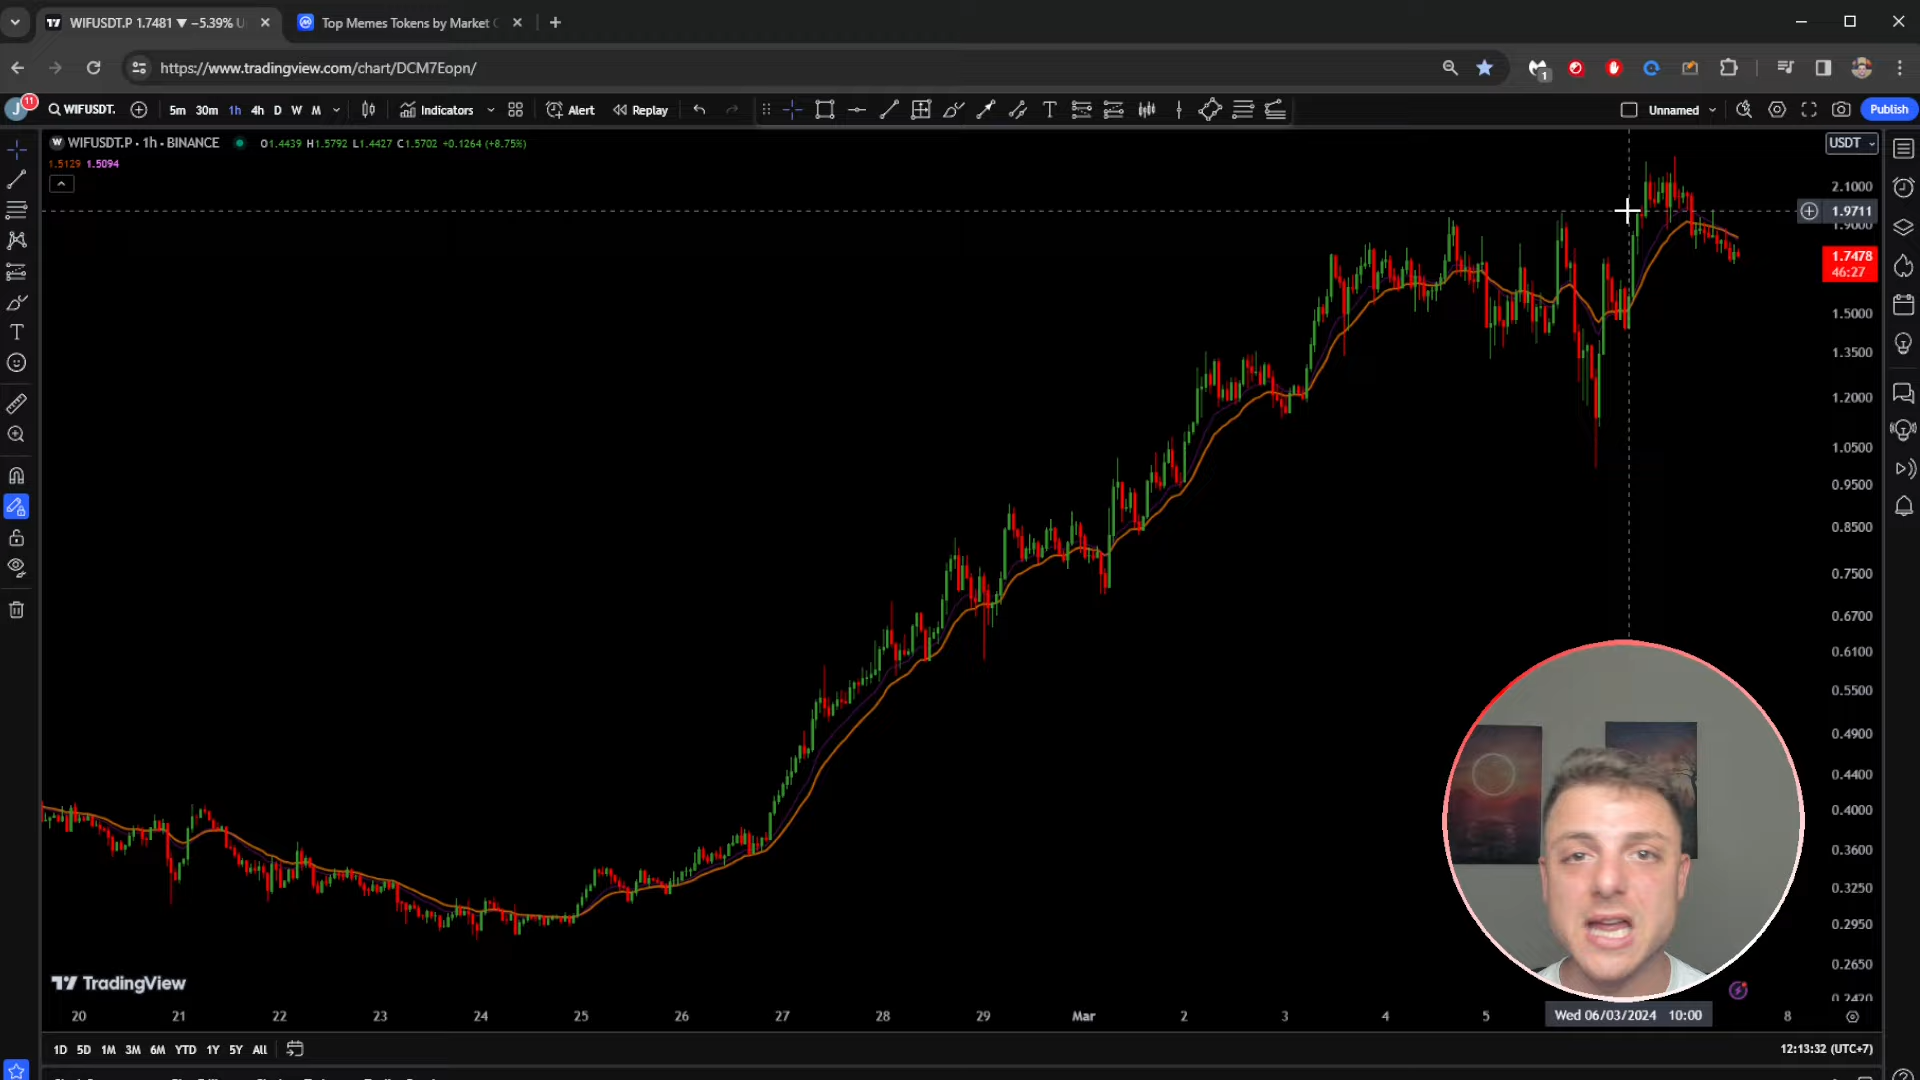 WIFUSDT.P 1.7481 ▼ −5.39% U
Top Memes Tokens by Market C
https://www.tradingview.com/chart/DCM7Eopn/
1
J
11
WIFUSDT.
5m 30m 1h 4h D W M
Indicators
Alert
Replay
Unnamed
Publish
W
WIFUSDT.P · 1h · BINANCE
O1.4439 H1.5792 L1.4427 C1.5702 +0.1264 (+8.75%)
1.5129 1.5094
USDT
2.1000
1.9711
1.9000
1.7478
46:27
1.5000
1.3500
1.2000
1.0500
0.9500
0.8500
0.7500
0.6700
0.6100
0.5500
0.4900
0.4400
0.4000
0.3600
0.3250
0.2950
0.2650
0.2420
TradingView
20 21 22 23 24 25 26 27 28 29 Mar 2 3 4 5 Wed 06/03/2024 10:00 8
1D 5D 1M 3M 6M YTD 1Y 5Y All
12:13:32 (UTC+7)